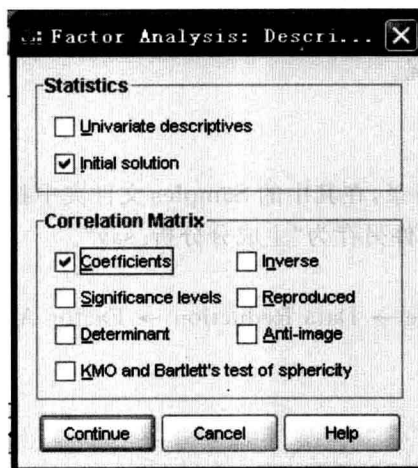 Factor Analysis: Descri...
Statistics
Univariate descriptives
Initial solution
Correlation Matrix
Coefficients
Inverse
Significance levels
Reproduced
Determinant
Anti-image
KMO and Bartlett's test of sphericity
Continue
Cancel
Help